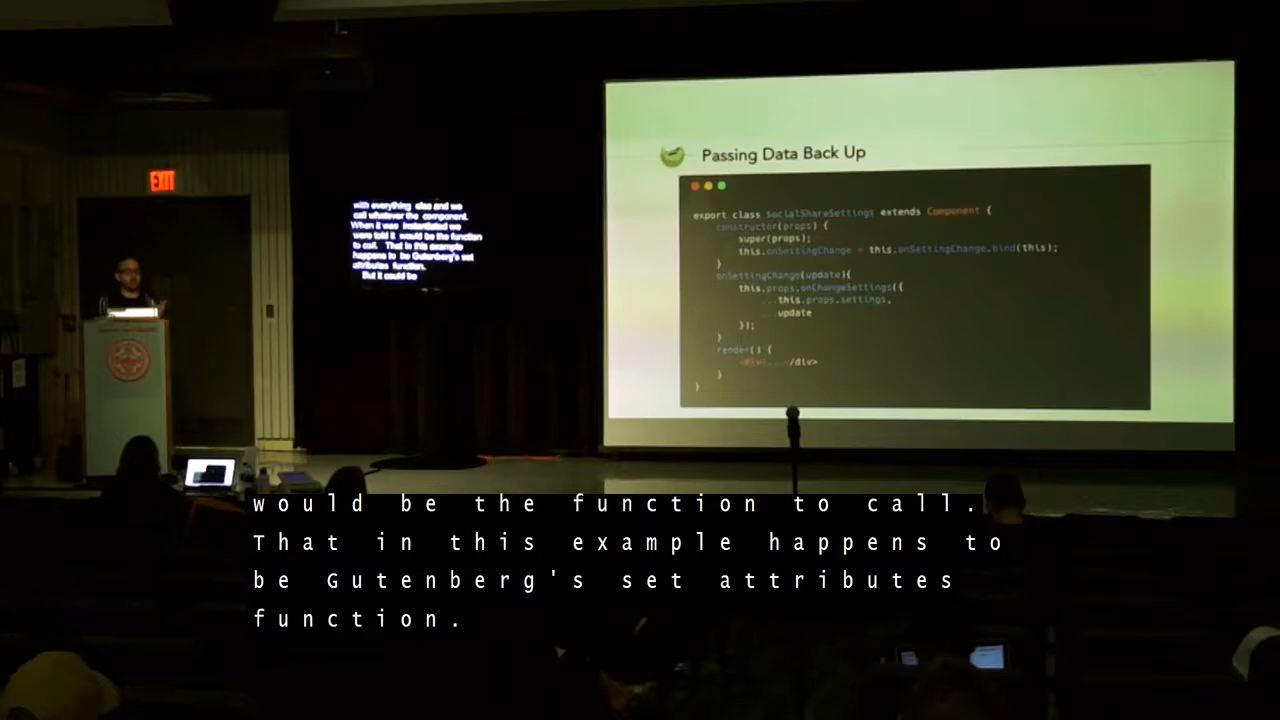 EXIT
with everything else and we
call whatever the component.
When it was instantiated we
were told it would be the function
to call. That in this example
happens to be Gutenberg's set
attributes function.
But it could be
Passing Data Back Up
export class SocialShareSettings extends Component {
constructor(props) {
super(props);
this.onSettingChange = this.onSettingChange.bind(this);
}
onSettingChange(update){
this.props.onChangeSettings({
...this.props.settings,
...update
});
}
render() {
<div>...</div>
}
}
would be the function to call.
That in this example happens to
be Gutenberg's set attributes
function.